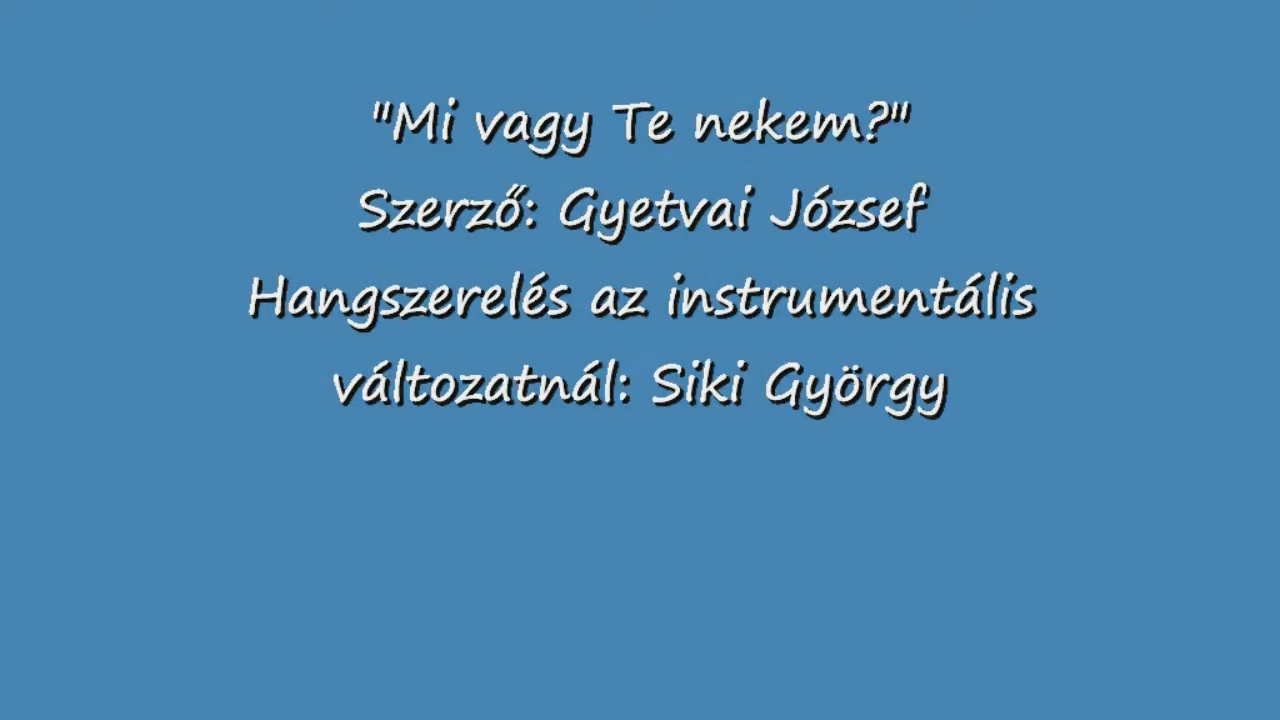 "Mi vagy Te nekem?"
Szerző: Gyetvai József
Hangszerelés az instrumentális
változatnál: Siki György